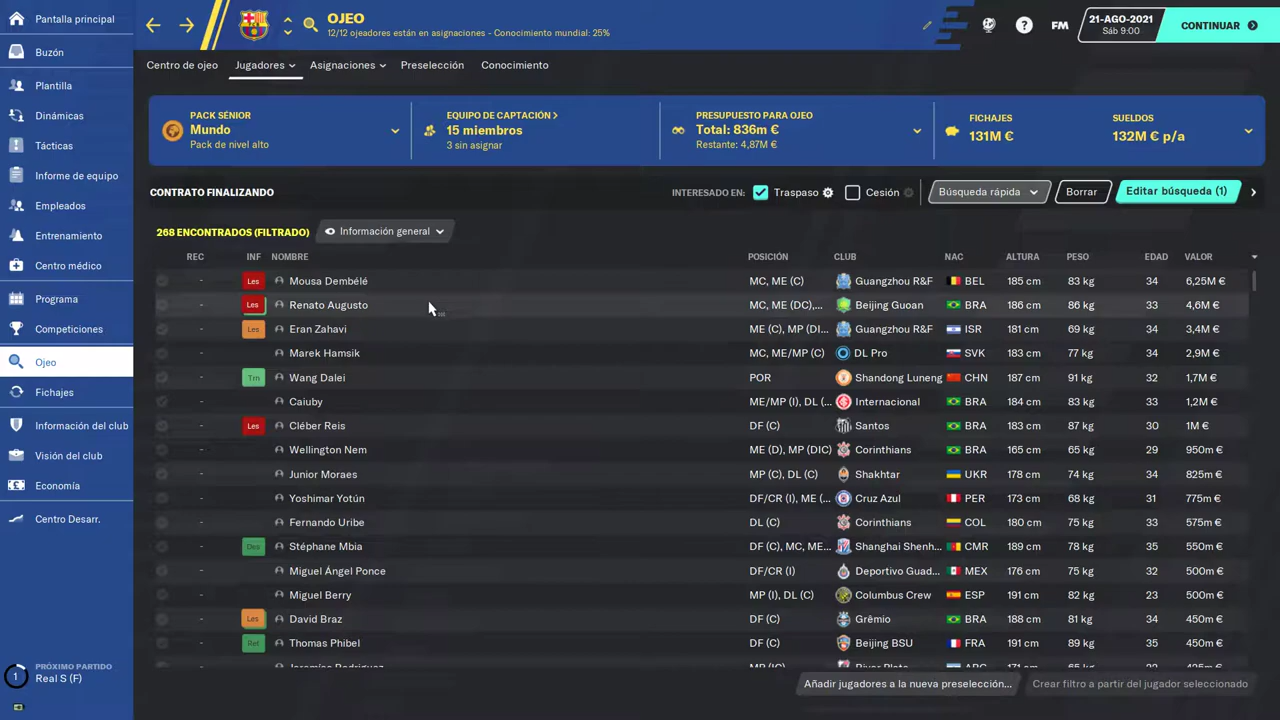 Pantalla principal
Buzón
Plantilla
Dinámicas
Tácticas
Informe de equipo
Empleados
Entrenamiento
Centro médico
Programa
Competiciones
Ojeo
Fichajes
Información del club
Visión del club
Economía
Centro Desarr.
1
PRÓXIMO PARTIDO
Real S (F)
OJEO
12/12 ojeadores están en asignaciones - Conocimiento mundial: 25%
FM
21-AGO-2021
Sáb 9:00
CONTINUAR
Centro de ojeo Jugadores Asignaciones Preselección Conocimiento
PACK SÉNIOR
Mundo
Pack de nivel alto
EQUIPO DE CAPTACIÓN
15 miembros
3 sin asignar
PRESUPUESTO PARA OJEO
Total: 836m €
Restante: 4,87M €
FICHAJES
131M €
SUELDOS
132M € p/a
CONTRATO FINALIZANDO
INTERESADO EN: Traspaso Cesión Búsqueda rápida Borrar Editar búsqueda (1)
268 ENCONTRADOS (FILTRADO) Información general
REC INF NOMBRE POSICIÓN CLUB NAC ALTURA PESO EDAD VALOR
- Les Mousa Dembélé MC, ME (C) Guangzhou R&F BEL 185 cm 83 kg 34 6,25M €
- Les Renato Augusto MC, ME (DC),... Beijing Guoan BRA 186 cm 86 kg 33 4,6M €
- Les Eran Zahavi ME (C), MP (DI... Guangzhou R&F ISR 181 cm 69 kg 34 3,4M €
- Marek Hamsik MC, ME/MP (C) DL Pro SVK 183 cm 77 kg 34 2,9M €
- Trn Wang Dalei POR Shandong Luneng CHN 187 cm 91 kg 32 1,7M €
- Caiuby ME/MP (I), DL (... Internacional BRA 184 cm 83 kg 33 1,2M €
- Les Cléber Reis DF (C) Santos BRA 183 cm 87 kg 30 1M €
- Wellington Nem ME (D), MP (DIC) Corinthians BRA 165 cm 65 kg 29 950m €
- Junior Moraes MP (C), DL (C) Shakhtar UKR 178 cm 74 kg 34 825m €
- Yoshimar Yotún DF/CR (I), ME (... Cruz Azul PER 173 cm 68 kg 31 775m €
- Fernando Uribe DL (C) Corinthians COL 180 cm 75 kg 33 575m €
- Des Stéphane Mbia DF (C), MC, ME... Shanghai Shenh... CMR 189 cm 78 kg 35 550m €
- Miguel Ángel Ponce DF/CR (I) Deportivo Guad... MEX 176 cm 75 kg 32 500m €
- Miguel Berry MP (I), DL (C) Columbus Crew ESP 191 cm 82 kg 23 500m €
- Les David Braz DF (C) Grêmio BRA 188 cm 81 kg 34 450m €
- Ref Thomas Phibel DF (C) Beijing BSU FRA 191 cm 89 kg 35 450m €
Añadir jugadores a la nueva preselección... Crear filtro a partir del jugador seleccionado